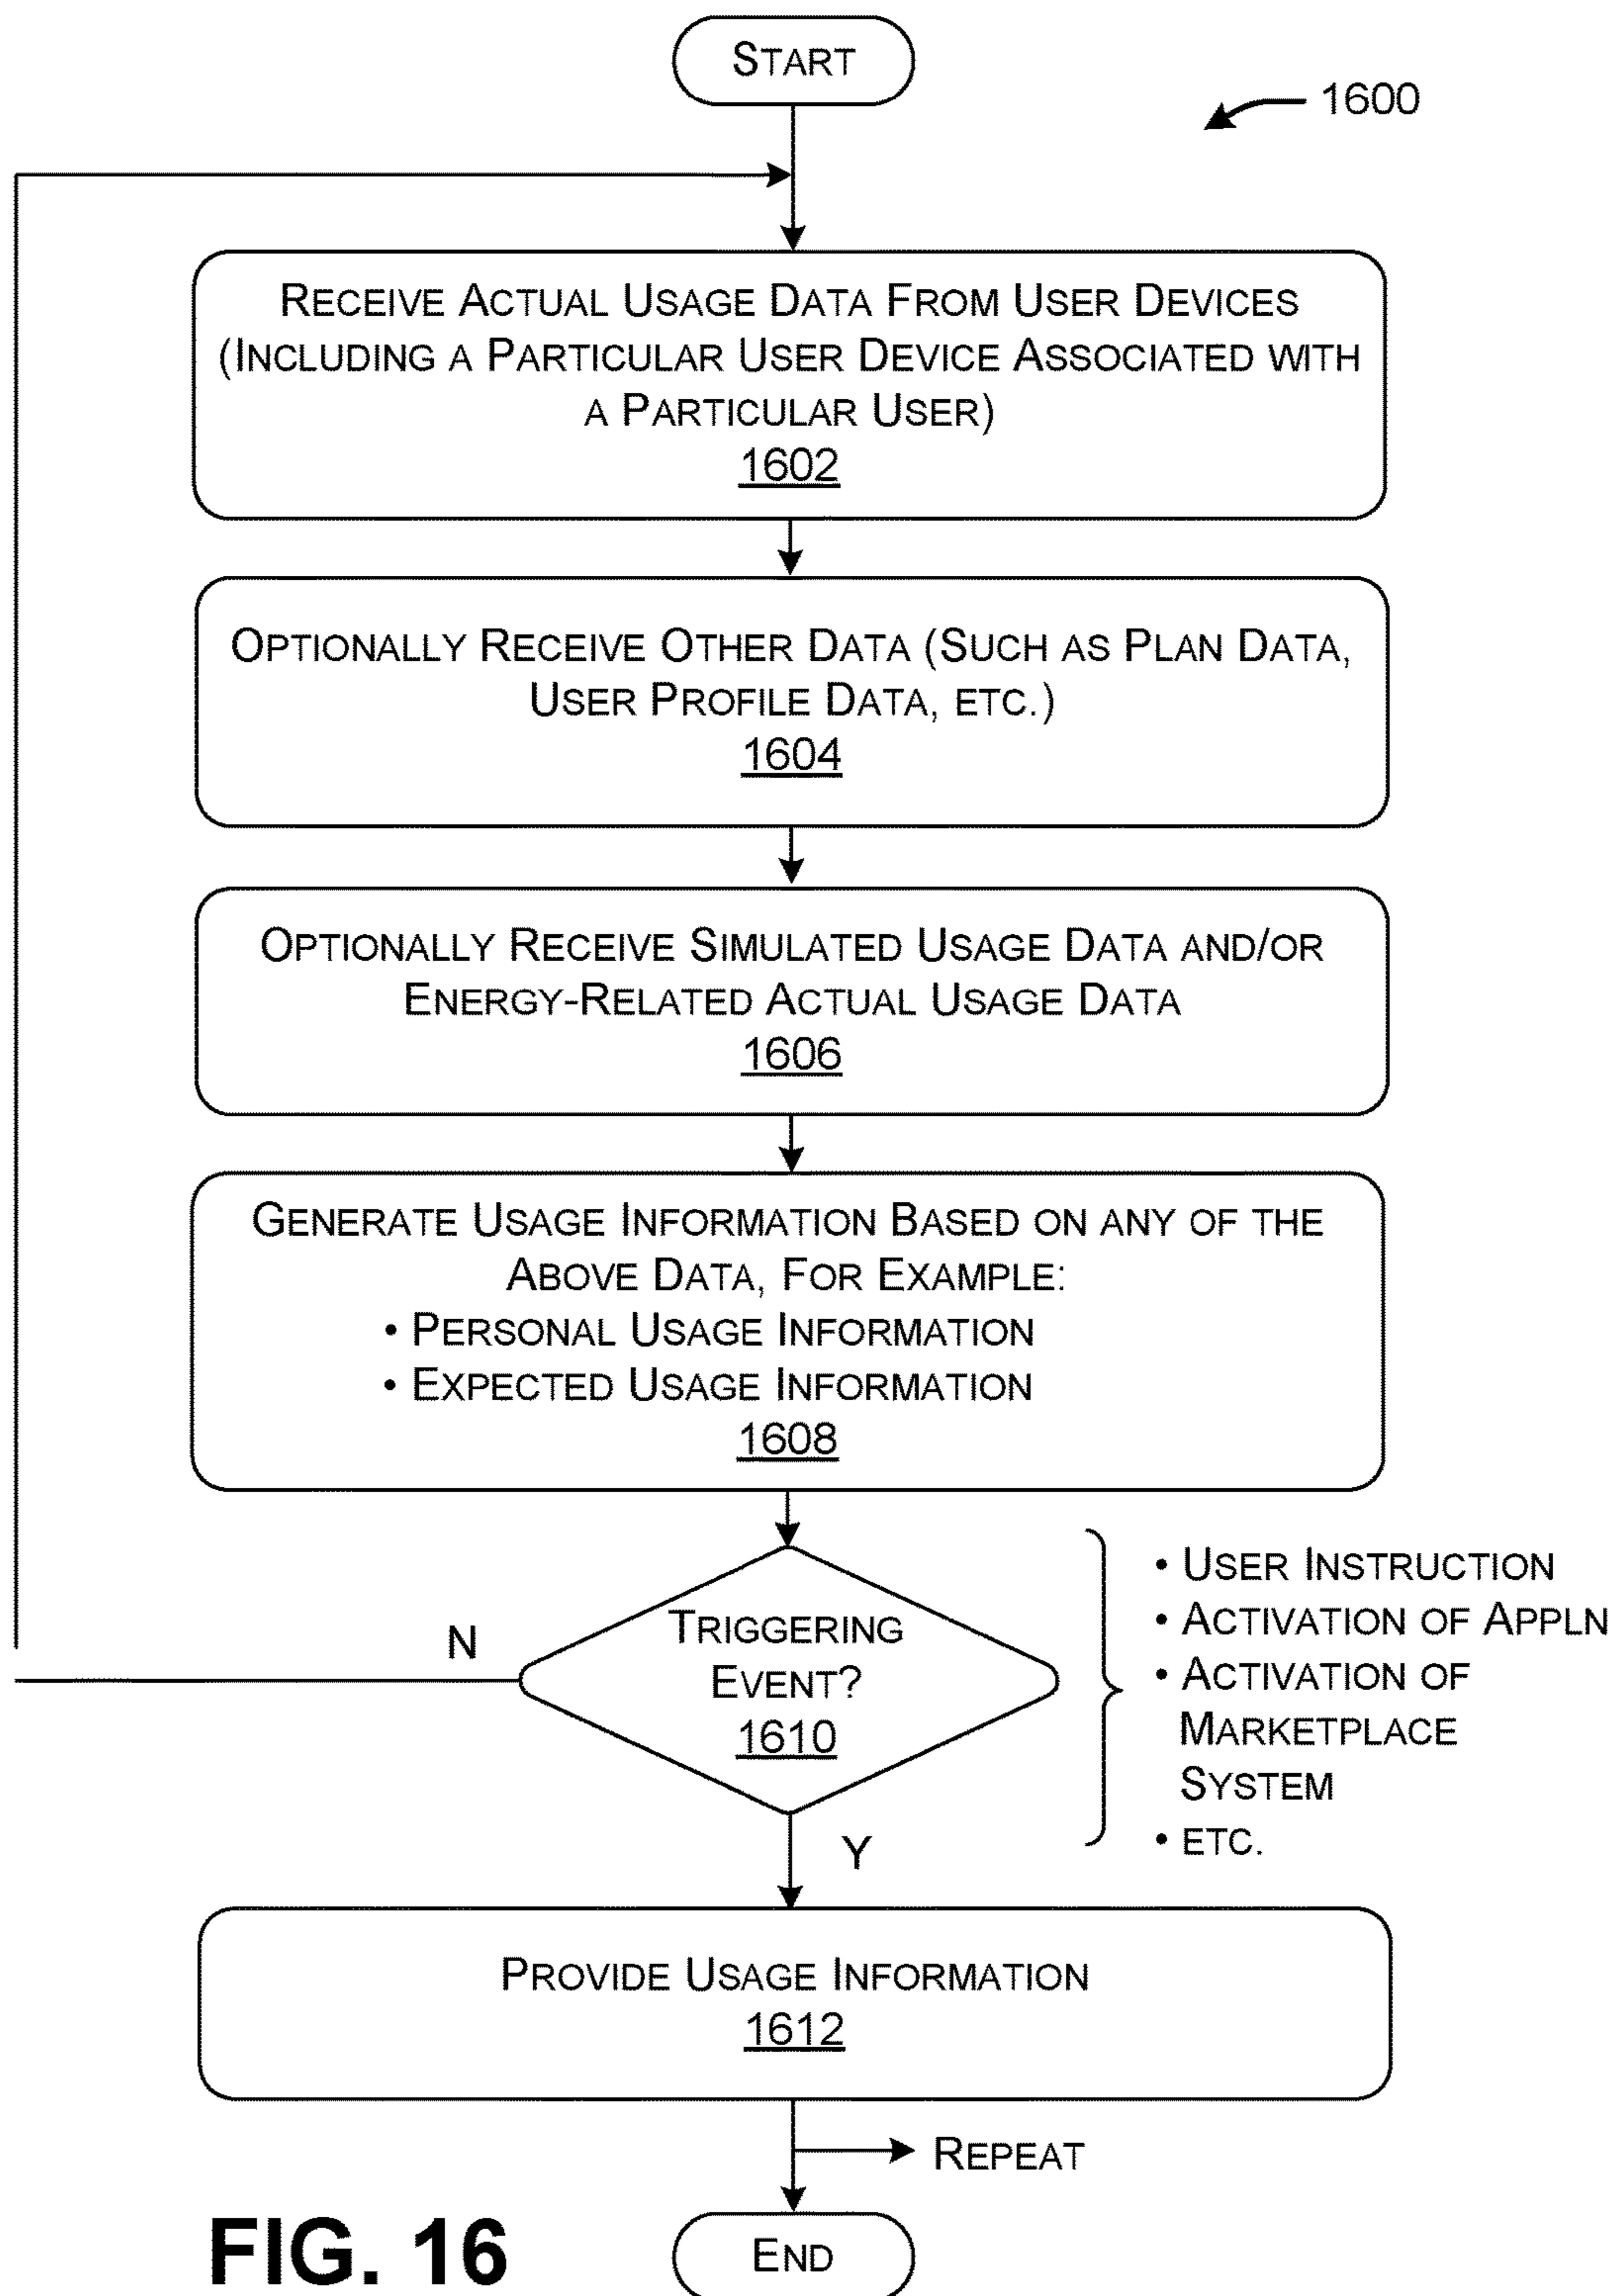 START
1600
RECEIVE ACTUAL USAGE DATA FROM USER DEVICES
(INCLUDING A PARTICULAR USER DEVICE ASSOCIATED WITH
A PARTICULAR USER)
1602
OPTIONALLY RECEIVE OTHER DATA (SUCH AS PLAN DATA,
USER PROFILE DATA, ETC.)
1604
OPTIONALLY RECEIVE SIMULATED USAGE DATA AND/OR
ENERGY-RELATED ACTUAL USAGE DATA
1606
GENERATE USAGE INFORMATION BASED ON ANY OF THE
ABOVE DATA, FOR EXAMPLE:
• PERSONAL USAGE INFORMATION
• EXPECTED USAGE INFORMATION
1608
TRIGGERING
EVENT?
1610
N
Y
• USER INSTRUCTION
• ACTIVATION OF APPLN
• ACTIVATION OF
MARKETPLACE
SYSTEM
• ETC.
PROVIDE USAGE INFORMATION
1612
REPEAT
END
FIG. 16